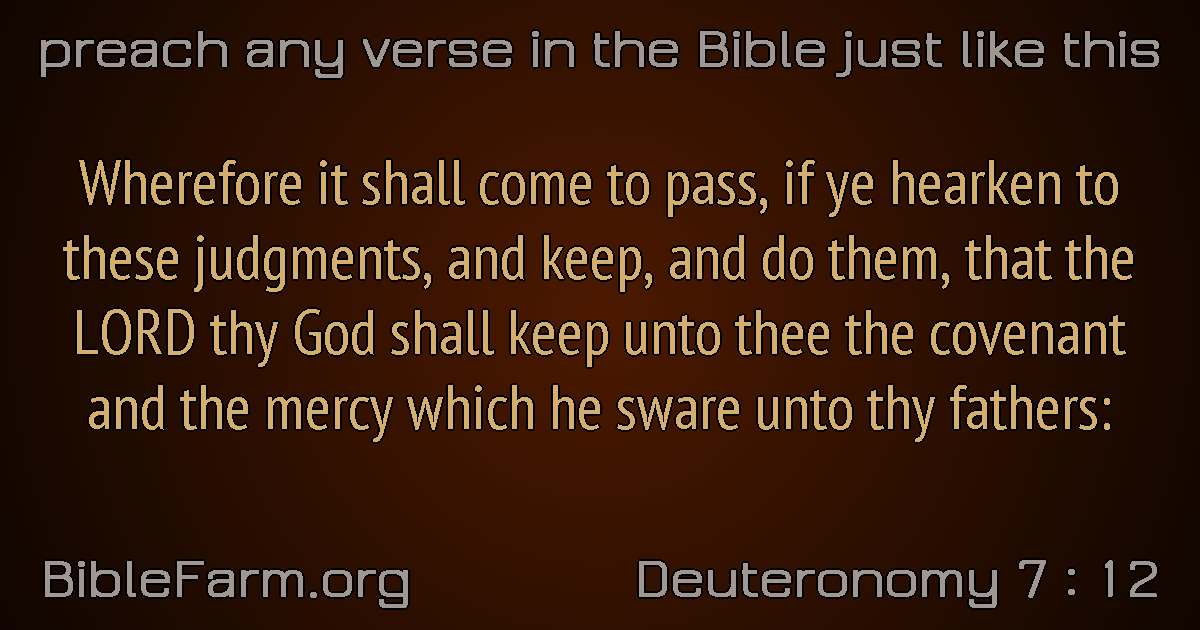 preach any verse in the Bible just like this
Wherefore it shall come to pass, if ye hearken to
these judgments, and keep, and do them, that the
LORD thy God shall keep unto thee the covenant
and the mercy which he sware unto thy fathers:
BibleFarm.org
Deuteronomy 7 : 12